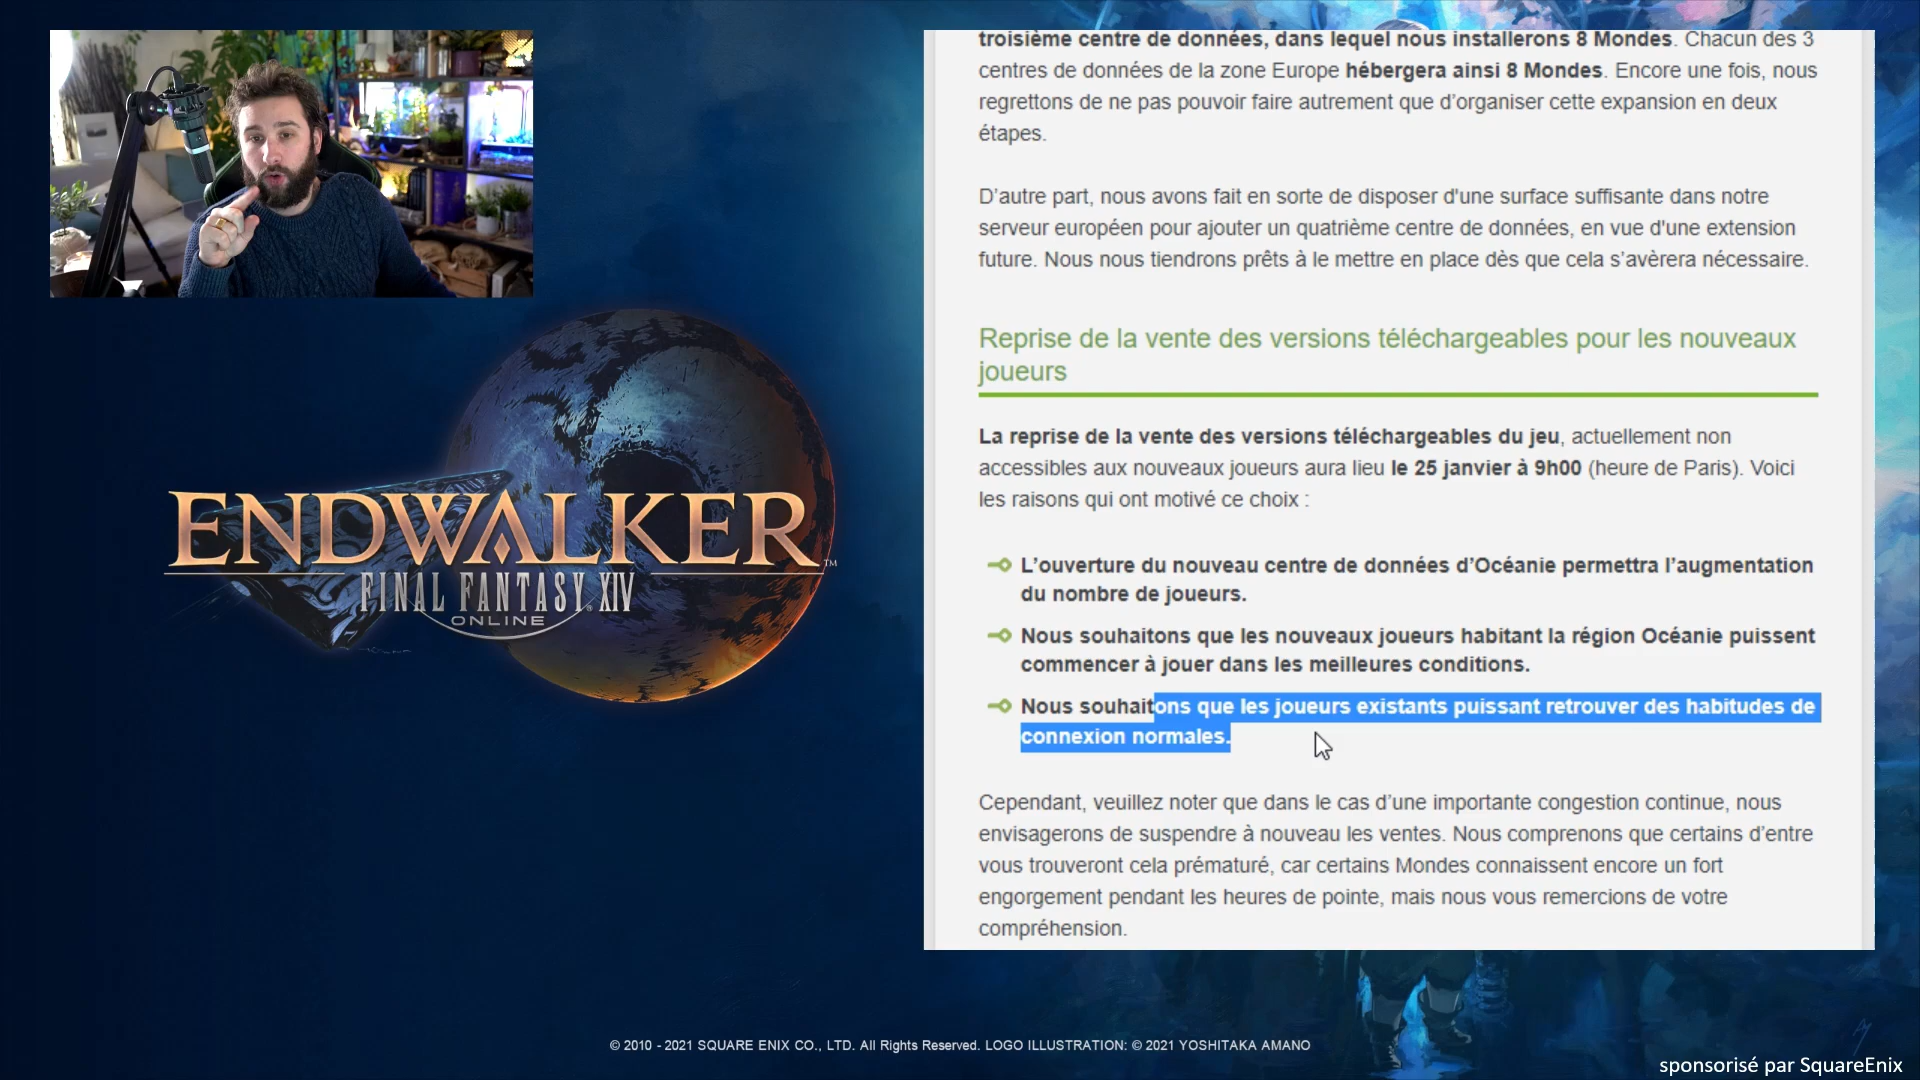 troisième centre de données, dans lequel nous installerons 8 Mondes. Chacun des 3
centres de données de la zone Europe hébergera ainsi 8 Mondes. Encore une fois, nous
regrettons de ne pas pouvoir faire autrement que d’organiser cette expansion en deux
étapes.
D’autre part, nous avons fait en sorte de disposer d'une surface suffisante dans notre
serveur européen pour ajouter un quatrième centre de données, en vue d'une extension
future. Nous nous tiendrons prêts à le mettre en place dès que cela s’avèrera nécessaire.
Reprise de la vente des versions téléchargeables pour les nouveaux
joueurs
La reprise de la vente des versions téléchargeables du jeu, actuellement non
accessibles aux nouveaux joueurs aura lieu le 25 janvier à 9h00 (heure de Paris). Voici
les raisons qui ont motivé ce choix :
L’ouverture du nouveau centre de données d’Océanie permettra l’augmentation
du nombre de joueurs.
Nous souhaitons que les nouveaux joueurs habitant la région Océanie puissent
commencer à jouer dans les meilleures conditions.
Nous souhaitons que les joueurs existants puissant retrouver des habitudes de
connexion normales.
Cependant, veuillez noter que dans le cas d’une importante congestion continue, nous
envisagerons de suspendre à nouveau les ventes. Nous comprenons que certains d’entre
vous trouveront cela prématuré, car certains Mondes connaissent encore un fort
engorgement pendant les heures de pointe, mais nous vous remercions de votre
compréhension.
ENDWALKER™
FINAL FANTASY® XIV
ONLINE
© 2010 - 2021 SQUARE ENIX CO., LTD. All Rights Reserved. LOGO ILLUSTRATION: © 2021 YOSHITAKA AMANO
sponsorisé par SquareEnix